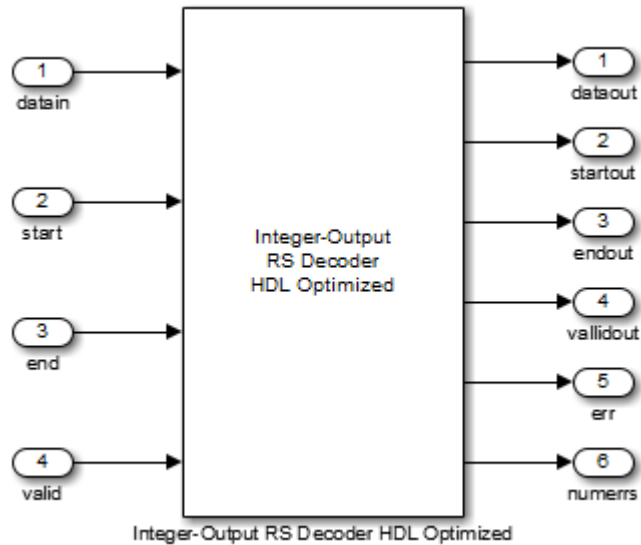 1
datain
2
start
3
end
4
valid
Integer-Output
RS Decoder
HDL Optimized
1
dataout
2
startout
3
endout
4
vallidout
5
err
6
numerrs
Integer-Output RS Decoder HDL Optimized